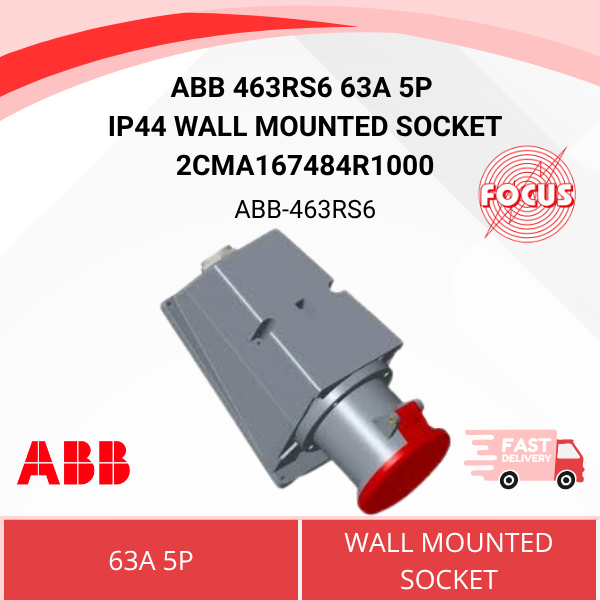 ABB 463RS6 63A 5P
IP44 WALL MOUNTED SOCKET
2CMA167484R1000
ABB-463RS6
FOCUS
ABB
FAST
DELIVERY
63A 5P
WALL MOUNTED
SOCKET